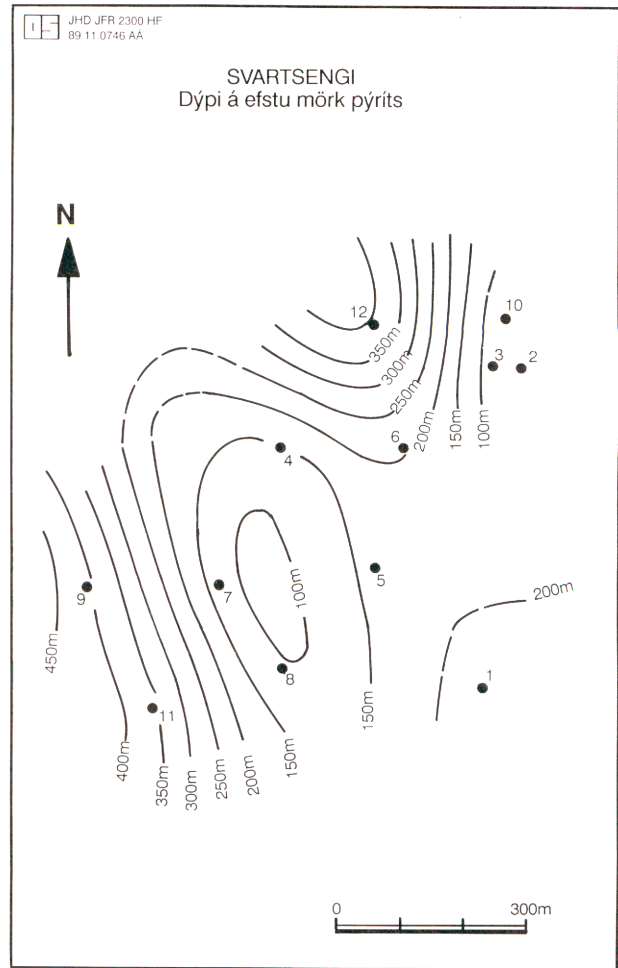 OS
JHD JFR 2300 HF
89 11.0746 AÁ
SVARTSENGI
Dýpi á efstu mörk pýríts
N
12
10
350m
300m
3
2
250m
6
200m
150m
100m
4
5
7
100m
9
200m
450m
8
1
11
150m
400m
350m
300m
250m
200m
150m
0
300m